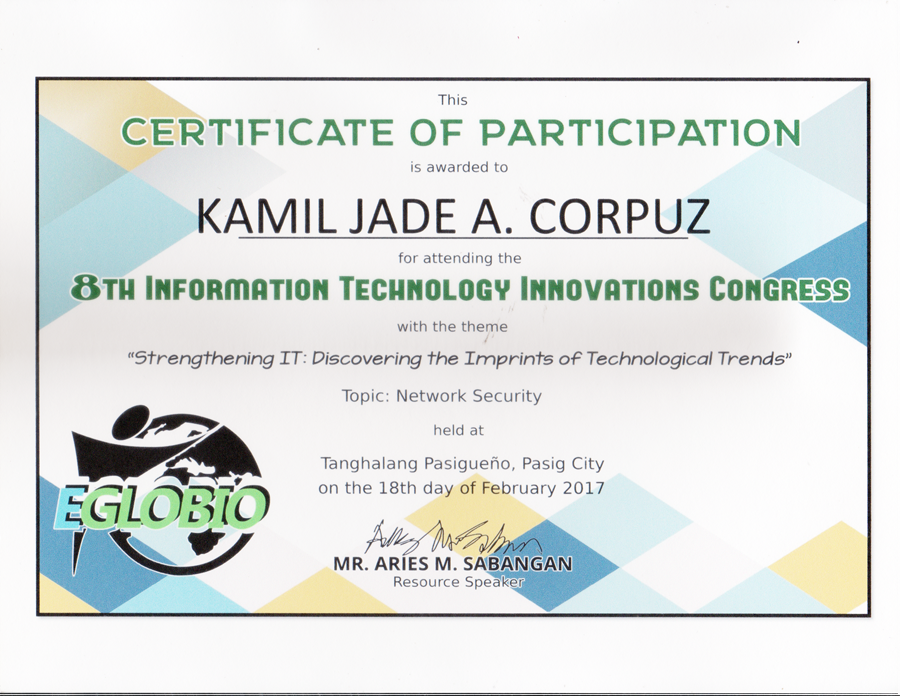 This
CERTIFICATE OF PARTICIPATION
is awarded to
KAMIL JADE A. CORPUZ
for attending the
8TH INFORMATION TECHNOLOGY INNOVATIONS CONGRESS
with the theme
“Strengthening IT: Discovering the Imprints of Technological Trends”
Topic: Network Security
held at
Tanghalang Pasigueño, Pasig City
on the 18th day of February 2017
EGLOBIO
MR. ARIES M. SABANGAN
Resource Speaker